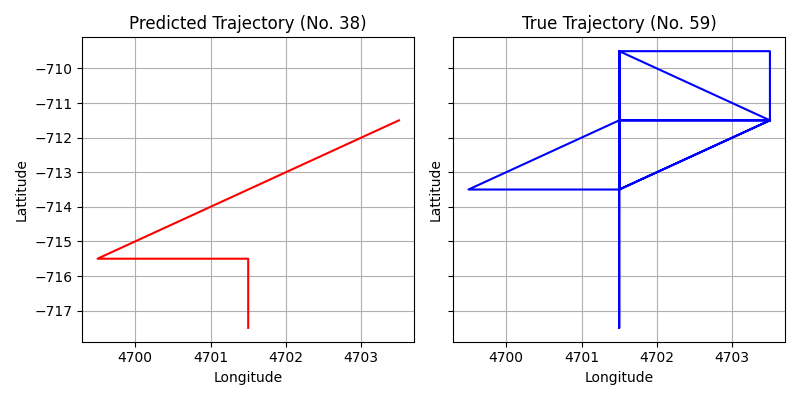 Predicted Trajectory (No. 38)
True Trajectory (No. 59)
−710
−711
−712
−713
−714
−715
−716
−717
Lattitude
Lattitude
4700 4701 4702 4703
4700 4701 4702 4703
Longitude
Longitude